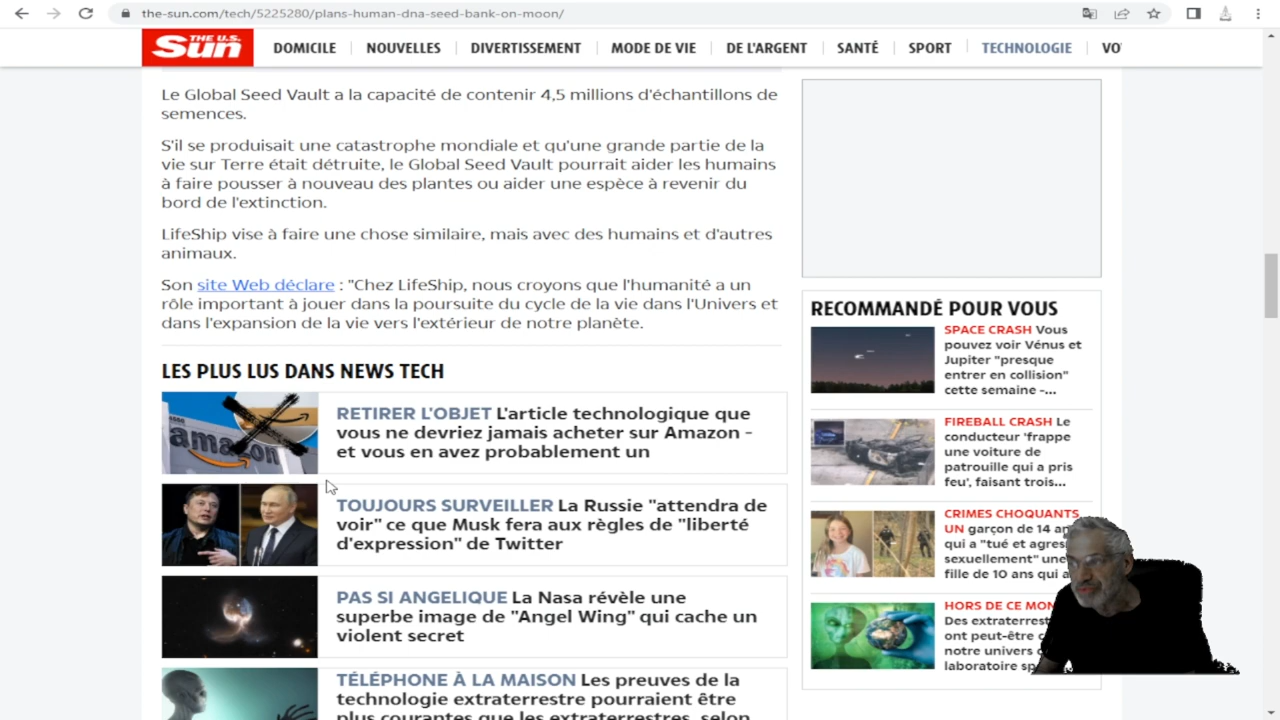 the-sun.com/tech/5225280/plans-human-dna-seed-bank-on-moon/
THE U.S.
Sun
DOMICILE
NOUVELLES
DIVERTISSEMENT
MODE DE VIE
DE L'ARGENT
SANTÉ
SPORT
TECHNOLOGIE
Le Global Seed Vault a la capacité de contenir 4,5 millions d'échantillons de
semences.
S'il se produisait une catastrophe mondiale et qu'une grande partie de la
vie sur Terre était détruite, le Global Seed Vault pourrait aider les humains
à faire pousser à nouveau des plantes ou aider une espèce à revenir du
bord de l'extinction.
LifeShip vise à faire une chose similaire, mais avec des humains et d'autres
animaux.
Son site Web déclare : "Chez LifeShip, nous croyons que l'humanité a un
rôle important à jouer dans la poursuite du cycle de la vie dans l'Univers et
dans l'expansion de la vie vers l'extérieur de notre planète.
LES PLUS LUS DANS NEWS TECH
amazon
RETIRER L'OBJET L'article technologique que
vous ne devriez jamais acheter sur Amazon -
et vous en avez probablement un
TOUJOURS SURVEILLER La Russie "attendra de
voir" ce que Musk fera aux règles de "liberté
d'expression" de Twitter
PAS SI ANGELIQUE La Nasa révèle une
superbe image de "Angel Wing" qui cache un
violent secret
TÉLÉPHONE À LA MAISON Les preuves de la
technologie extraterrestre pourraient être
plus courantes que les extraterrestres, selon
RECOMMANDÉ POUR VOUS
SPACE CRASH Vous
pouvez voir Vénus et
Jupiter "presque
entrer en collision"
cette semaine -...
FIREBALL CRASH Le
conducteur 'frappe
une voiture de
patrouille qui a pris
feu', faisant trois...
CRIMES CHOQUANTS
UN garçon de 14 an
qui a "tué et agres
sexuellement" une
fille de 10 ans qui a
HORS DE CE MON
Des extraterrest
ont peut-être c
notre univers
laboratoire sp